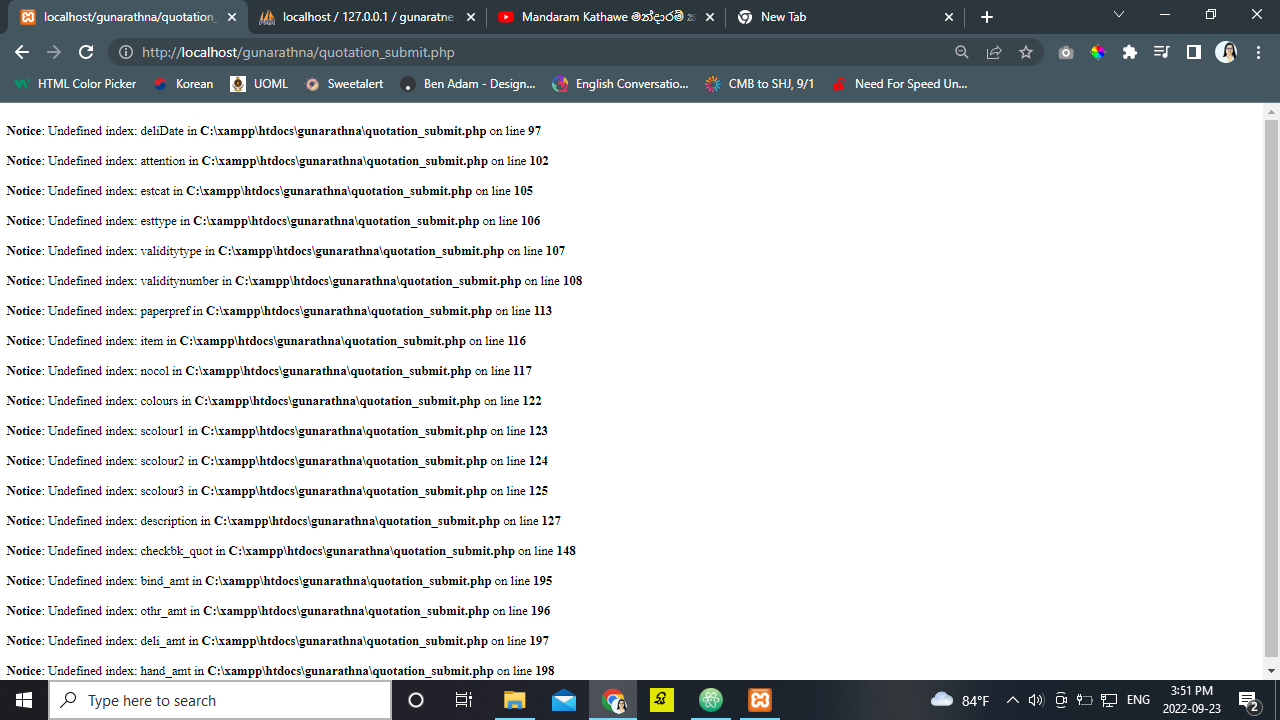 localhost/gunarathna/quotation_
localhost / 127.0.0.1 / gunaratne
Mandaram Kathawe මන්දාරම්
New Tab
http://localhost/gunarathna/quotation_submit.php
HTML Color Picker
Korean
UOML
Sweetalert
Ben Adam - Design...
English Conversatio...
CMB to SHJ, 9/1
Need For Speed Un...
Notice: Undefined index: deliDate in C:\xampp\htdocs\gunarathna\quotation_submit.php on line 97
Notice: Undefined index: attention in C:\xampp\htdocs\gunarathna\quotation_submit.php on line 102
Notice: Undefined index: estcat in C:\xampp\htdocs\gunarathna\quotation_submit.php on line 105
Notice: Undefined index: esttype in C:\xampp\htdocs\gunarathna\quotation_submit.php on line 106
Notice: Undefined index: validitytype in C:\xampp\htdocs\gunarathna\quotation_submit.php on line 107
Notice: Undefined index: validitynumber in C:\xampp\htdocs\gunarathna\quotation_submit.php on line 108
Notice: Undefined index: paperpref in C:\xampp\htdocs\gunarathna\quotation_submit.php on line 113
Notice: Undefined index: item in C:\xampp\htdocs\gunarathna\quotation_submit.php on line 116
Notice: Undefined index: nocol in C:\xampp\htdocs\gunarathna\quotation_submit.php on line 117
Notice: Undefined index: colours in C:\xampp\htdocs\gunarathna\quotation_submit.php on line 122
Notice: Undefined index: scolour1 in C:\xampp\htdocs\gunarathna\quotation_submit.php on line 123
Notice: Undefined index: scolour2 in C:\xampp\htdocs\gunarathna\quotation_submit.php on line 124
Notice: Undefined index: scolour3 in C:\xampp\htdocs\gunarathna\quotation_submit.php on line 125
Notice: Undefined index: description in C:\xampp\htdocs\gunarathna\quotation_submit.php on line 127
Notice: Undefined index: checkbk_quot in C:\xampp\htdocs\gunarathna\quotation_submit.php on line 148
Notice: Undefined index: bind_amt in C:\xampp\htdocs\gunarathna\quotation_submit.php on line 195
Notice: Undefined index: othr_amt in C:\xampp\htdocs\gunarathna\quotation_submit.php on line 196
Notice: Undefined index: deli_amt in C:\xampp\htdocs\gunarathna\quotation_submit.php on line 197
Notice: Undefined index: hand_amt in C:\xampp\htdocs\gunarathna\quotation_submit.php on line 198
Type here to search
84°F
ENG
3:51 PM
2022-09-23
2